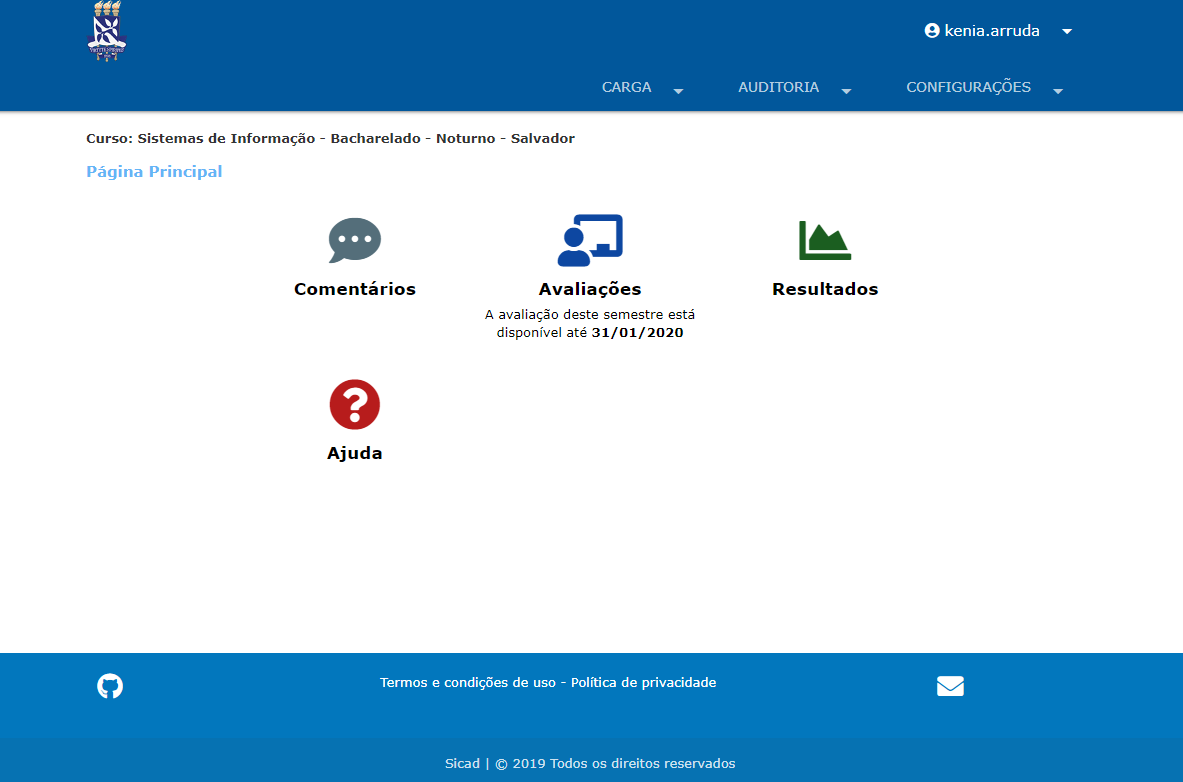 kenia.arruda
CARGA AUDITORIA CONFIGURAÇÕES
Curso: Sistemas de Informação - Bacharelado - Noturno - Salvador
Página Principal
Comentários Avaliações Resultados
A avaliação deste semestre está
disponível até 31/01/2020
Ajuda
Termos e condições de uso - Política de privacidade
Sicad | © 2019 Todos os direitos reservados